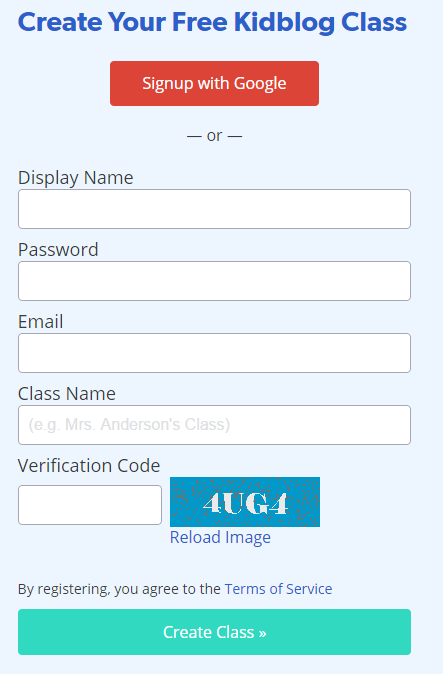 Create Your Free Kidblog Class
Signup with Google
— or —
Display Name
Password
Email
Class Name
(e.g. Mrs. Anderson's Class)
Verification Code
4UG4
Reload Image
By registering, you agree to the Terms of Service
Create Class »